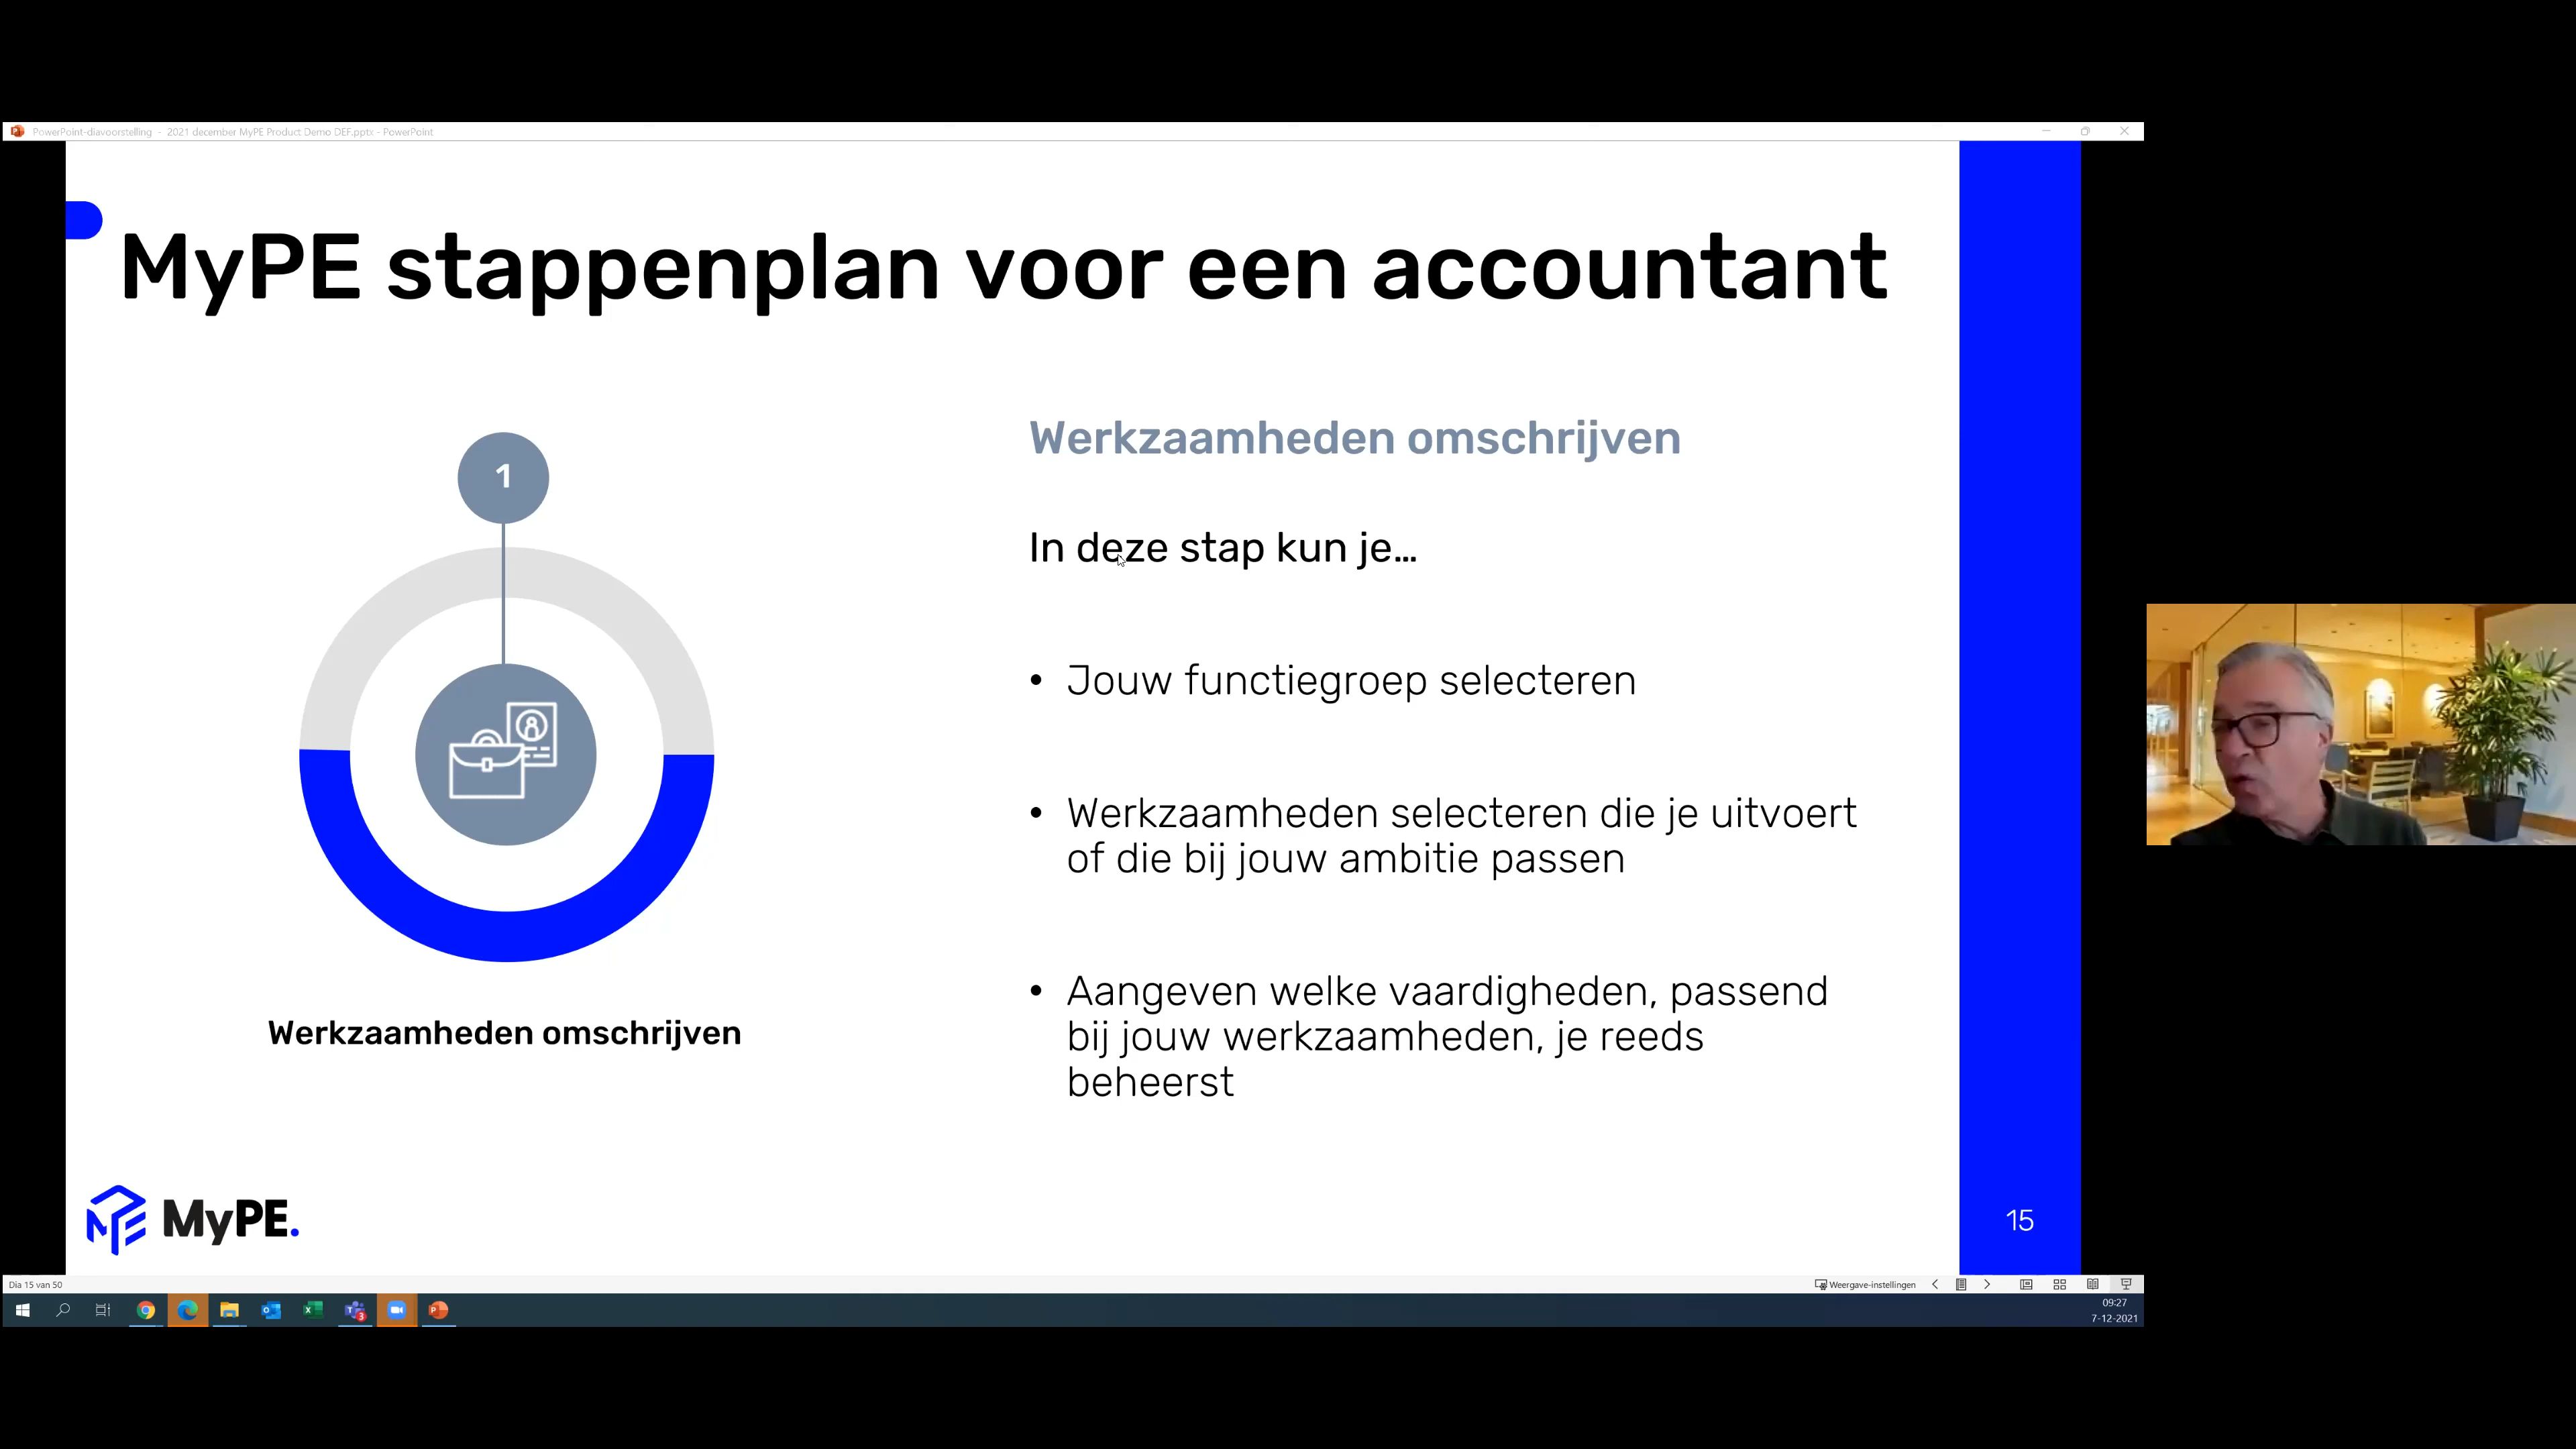 PowerPoint-diavoorstelling - 2021 december MyPE Product Demo DEF.pptx - PowerPoint
MyPE stappenplan voor een accountant
1
Werkzaamheden omschrijven
Werkzaamheden omschrijven
In deze stap kun je...
• Jouw functiegroep selecteren
• Werkzaamheden selecteren die je uitvoert
of die bij jouw ambitie passen
• Aangeven welke vaardigheden, passend
bij jouw werkzaamheden, je reeds
beheerst
MyPE.
15
Dia 15 van 50
Weergave-instellingen
3
09:27
7-12-2021